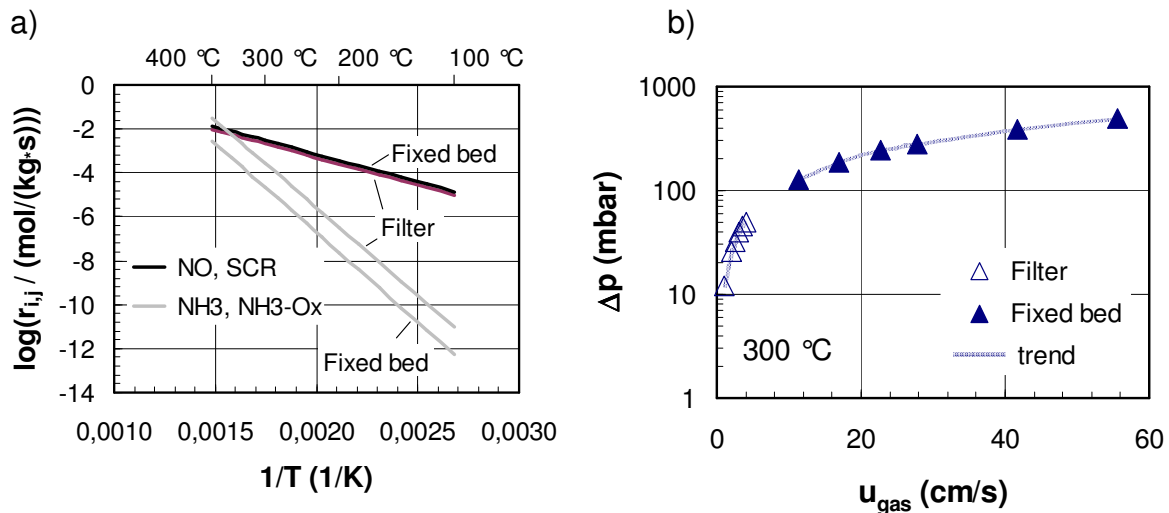 a)
400 °C 300 °C 200 °C 100 °C
0
-2
-4
-6
-8
-10
-12
-14
log(r i,j / (mol/(kg*s)))
Fixed bed
Filter
NO, SCR
NH3, NH3-Ox
Fixed bed
0,0010 0,0015 0,0020 0,0025 0,0030
1/T (1/K)
b)
1000
100
10
1
Δp (mbar)
Filter
Fixed bed
trend
300 °C
0 20 40 60
u gas (cm/s)